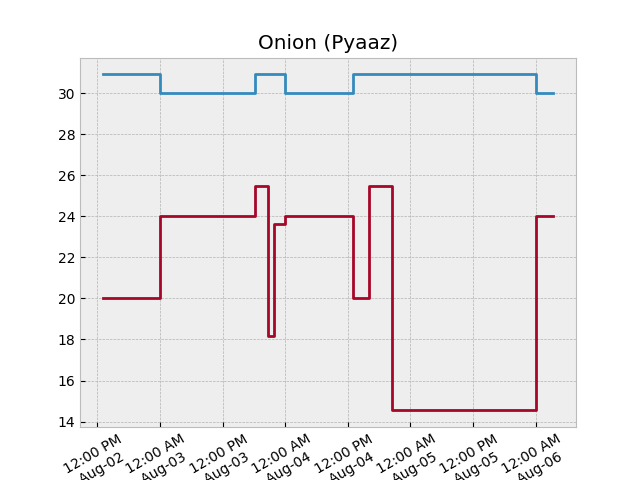 Onion (Pyaaz)
30
28
26
24
22
20
18
16
14
12:00 PM
Aug-02
12:00 AM
Aug-03
12:00 PM
Aug-03
12:00 AM
Aug-04
12:00 PM
Aug-04
12:00 AM
Aug-05
12:00 PM
Aug-05
12:00 AM
Aug-06